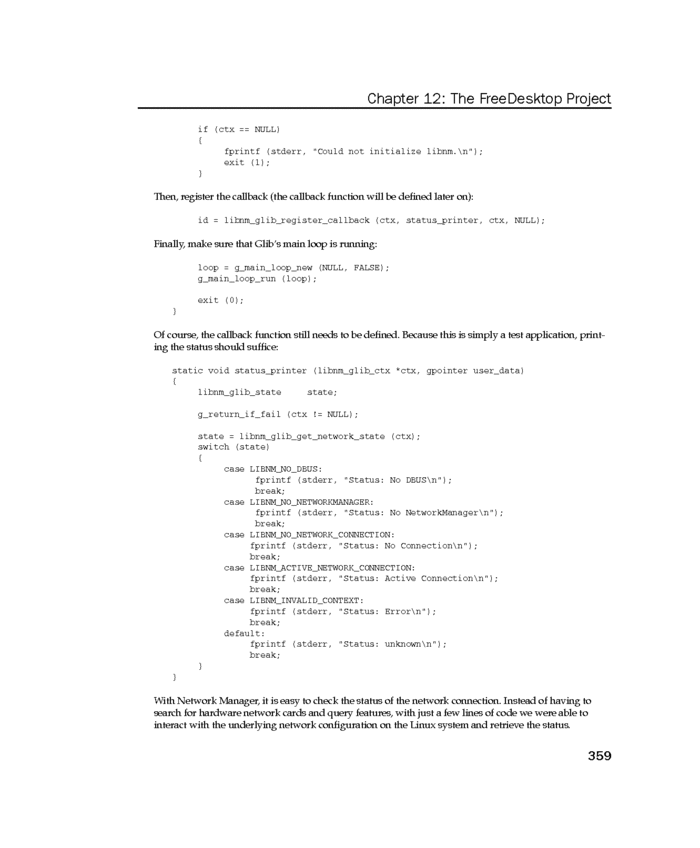 Chapter 12: The FreeDesktop Project
if (ctx == NULL)
{
fprintf (stderr, "Could not initialize libnm.\n");
exit (1);
}
Then, register the callback (the callback function will be defined later on):
id = libnm_glib_register_callback (ctx, status_printer, ctx, NULL);
Finally, make sure that Glib's main loop is running:
loop = g_main_loop_new (NULL, FALSE);
g_main_loop_run (loop);
exit (0);
}
Of course, the callback function still needs to be defined. Because this is simply a test application, print-
ing the status should suffice:
static void status_printer (libnm_glib_ctx *ctx, gpointer user_data)
{
libnm_glib_state     state;
g_return_if_fail (ctx != NULL);
state = libnm_glib_get_network_state (ctx);
switch (state)
{
case LIBNM_NO_DBUS:
fprintf (stderr, "Status: No DBUS\n");
break;
case LIBNM_NO_NETWORKMANAGER:
fprintf (stderr, "Status: No NetworkManager\n");
break;
case LIBNM_NO_NETWORK_CONNECTION:
fprintf (stderr, "Status: No Connection\n");
break;
case LIBNM_ACTIVE_NETWORK_CONNECTION:
fprintf (stderr, "Status: Active Connection\n");
break;
case LIBNM_INVALID_CONTEXT:
fprintf (stderr, "Status: Error\n");
break;
default:
fprintf (stderr, "Status: unknown\n");
break;
}
}
With Network Manager, it is easy to check the status of the network connection. Instead of having to
search for hardware network cards and query features, with just a few lines of code we were able to
interact with the underlying network configuration on the Linux system and retrieve the status.
359